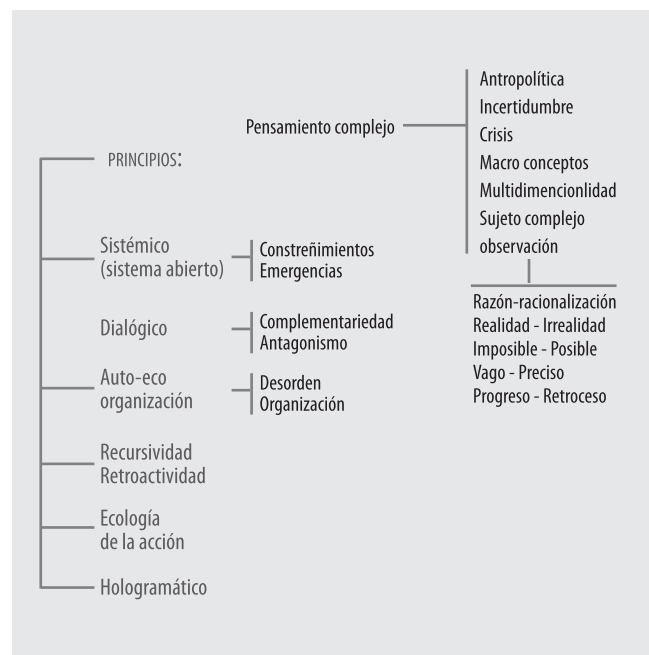 Pensamiento complejo
Antropolítica
Incertidumbre
Crisis
Macro conceptos
Multidimencionlidad
Sujeto complejo
observación
Razón-racionalización
Realidad - Irrealidad
Imposible - Posible
Vago - Preciso
Progreso - Retroceso
PRINCIPIOS:
Sistémico
(sistema abierto)
Constreñimientos
Emergencias
Dialógico
Complementariedad
Antagonismo
Auto-eco
organización
Desorden
Organización
Recursividad
Retroactividad
Ecología
de la acción
Hologramático